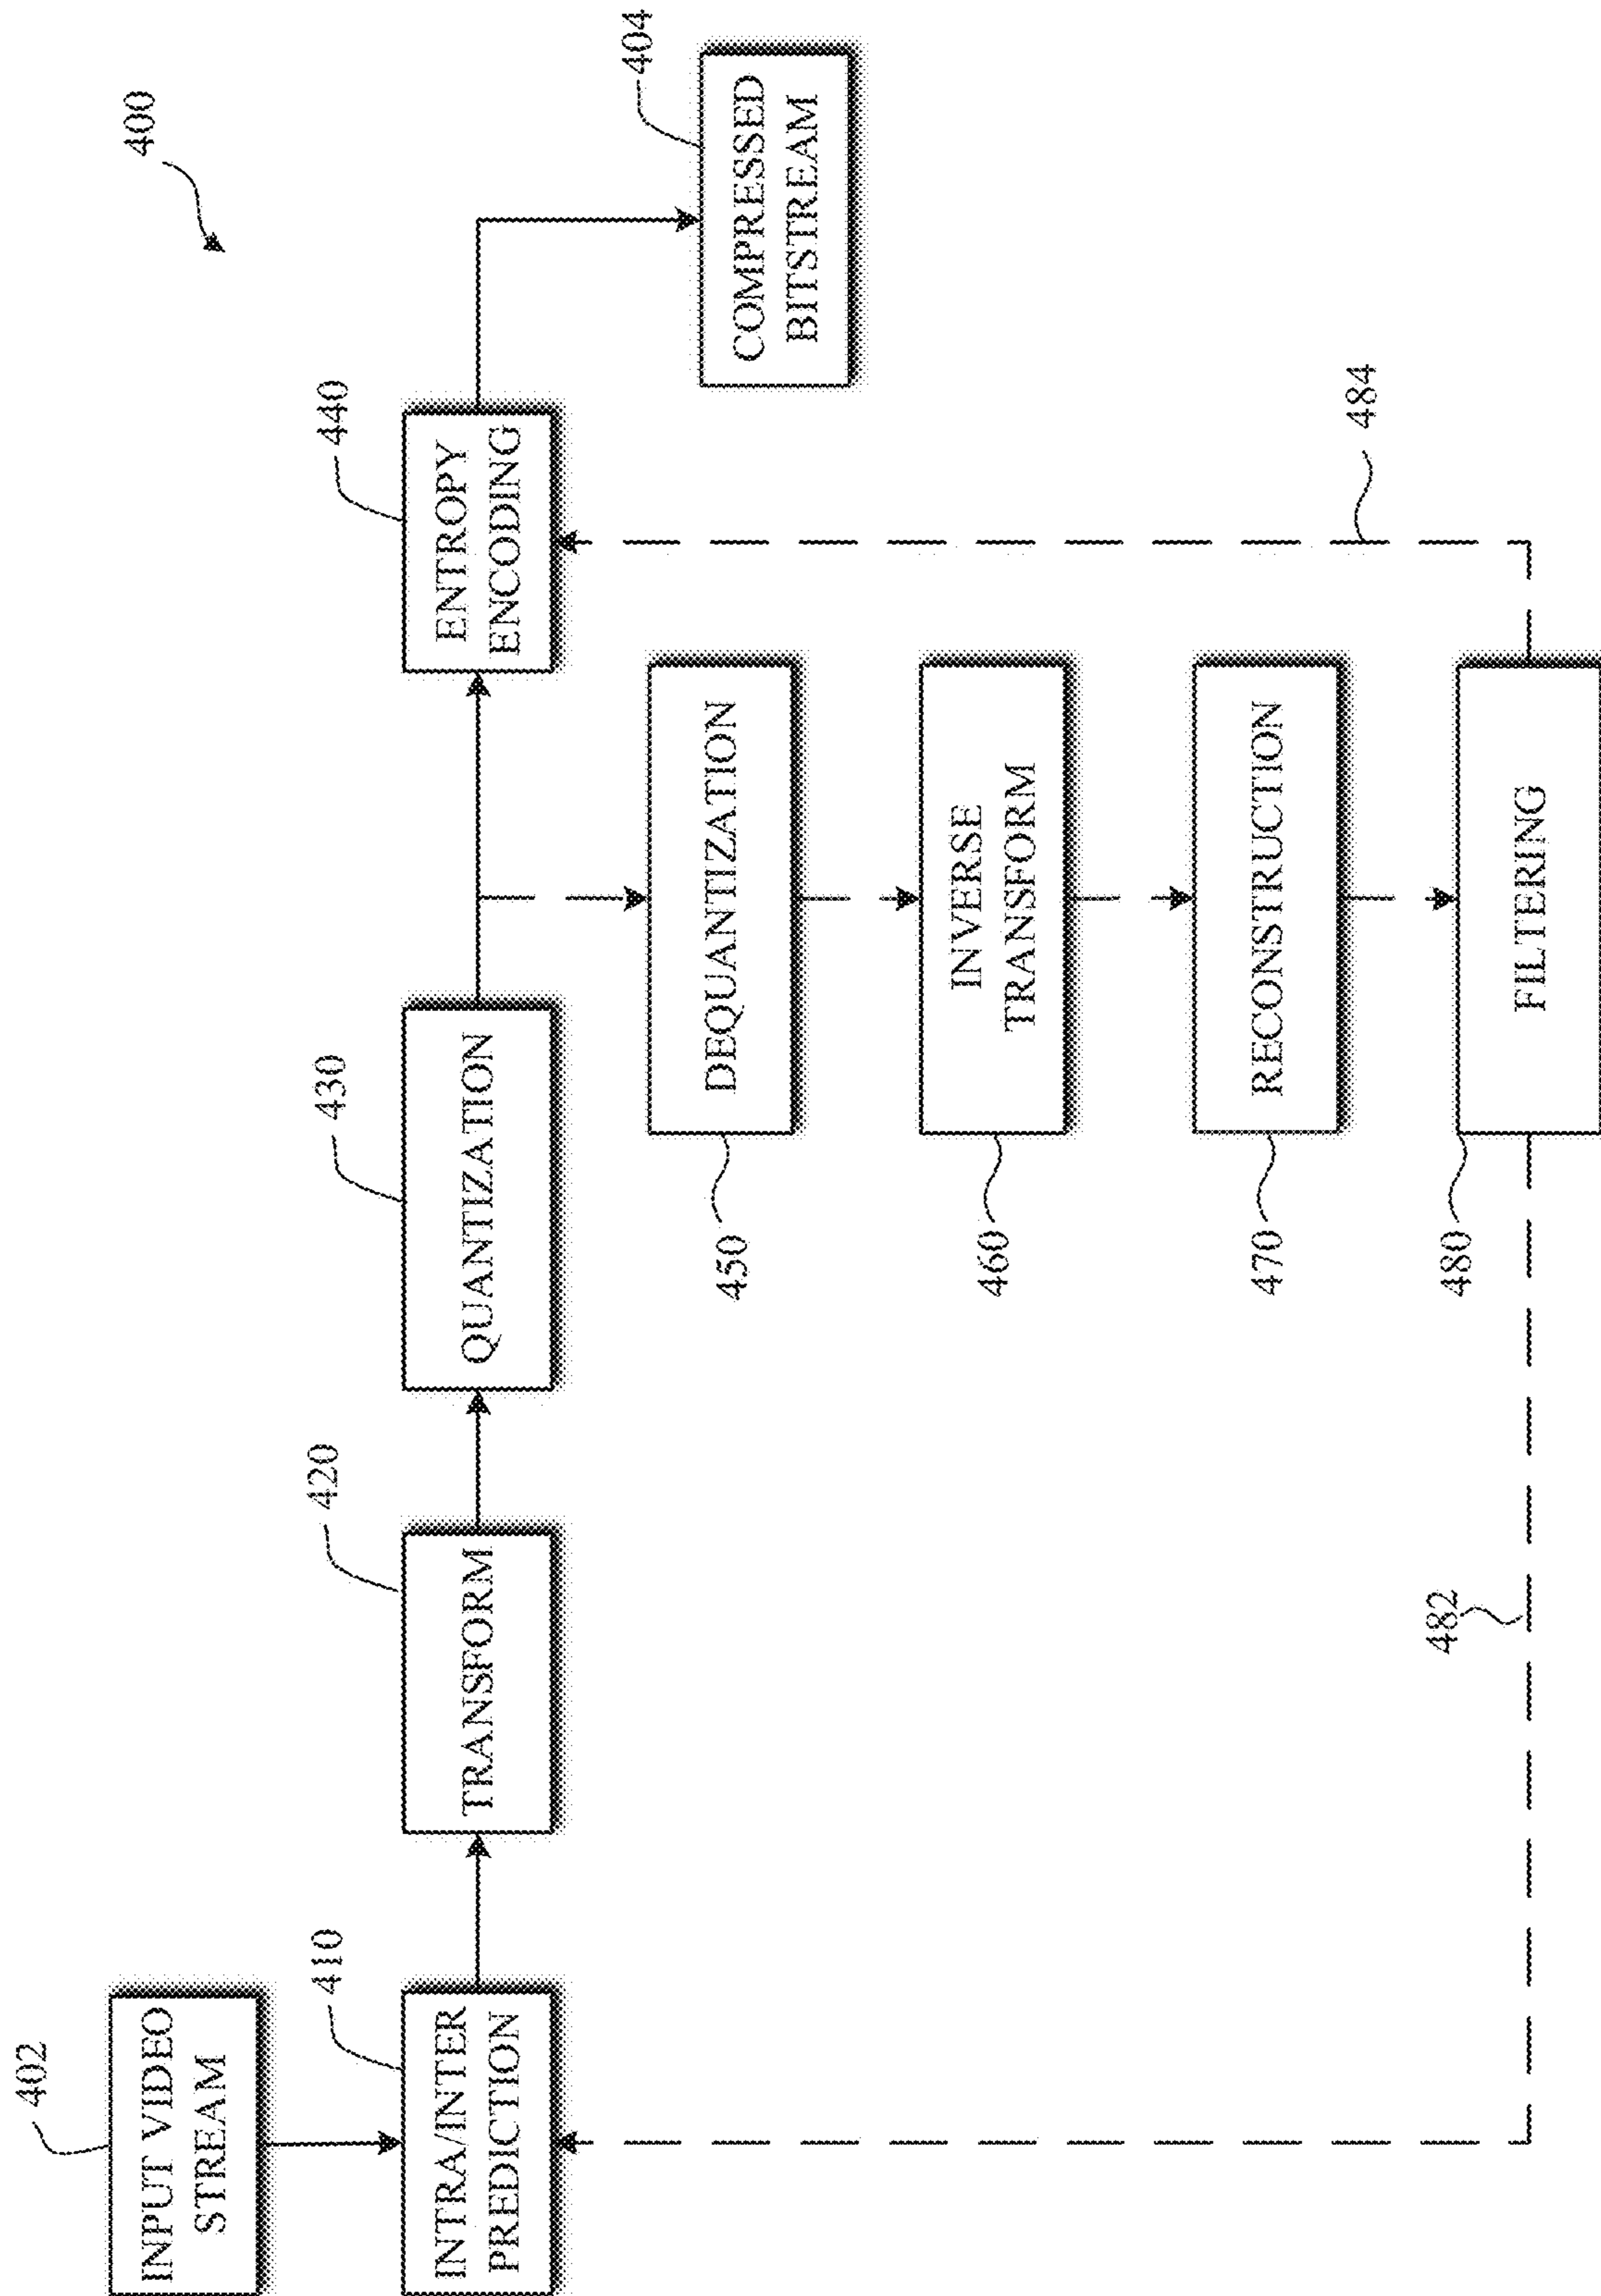 400
402
INPUT VIDEO
STREAM
410
INTRA/INTER
PREDICTION
420
TRANSFORM
430
QUANTIZATION
440
ENTROPY
ENCODING
404
COMPRESSED
BITSTREAM
450
DEQUANTIZATION
460
INVERSE
TRANSFORM
470
RECONSTRUCTION
480
FILTERING
482
484